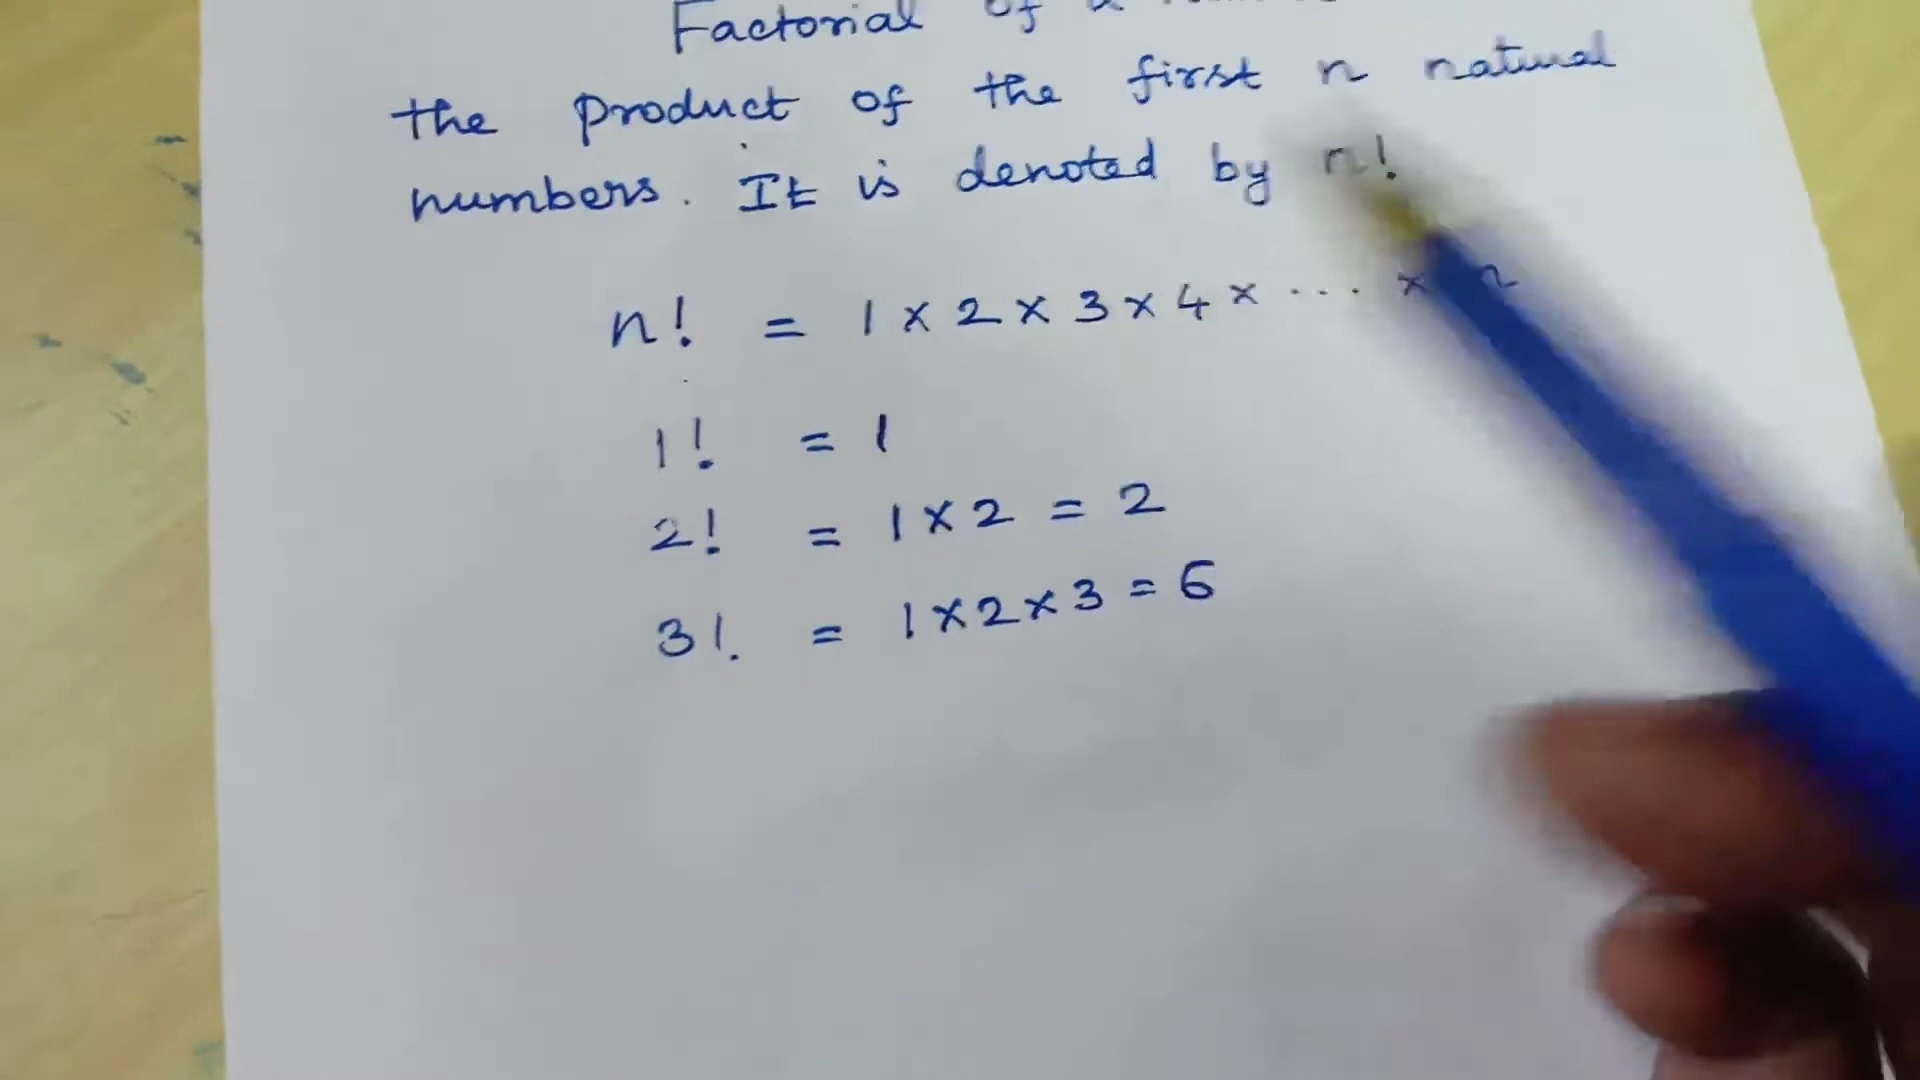 Factorial of a
the product of the first n natural
numbers. It is denoted by n!
n! = 1 × 2 × 3 × 4 × ... × n
1! = 1
2! = 1 × 2 = 2
3! = 1 × 2 × 3 = 6